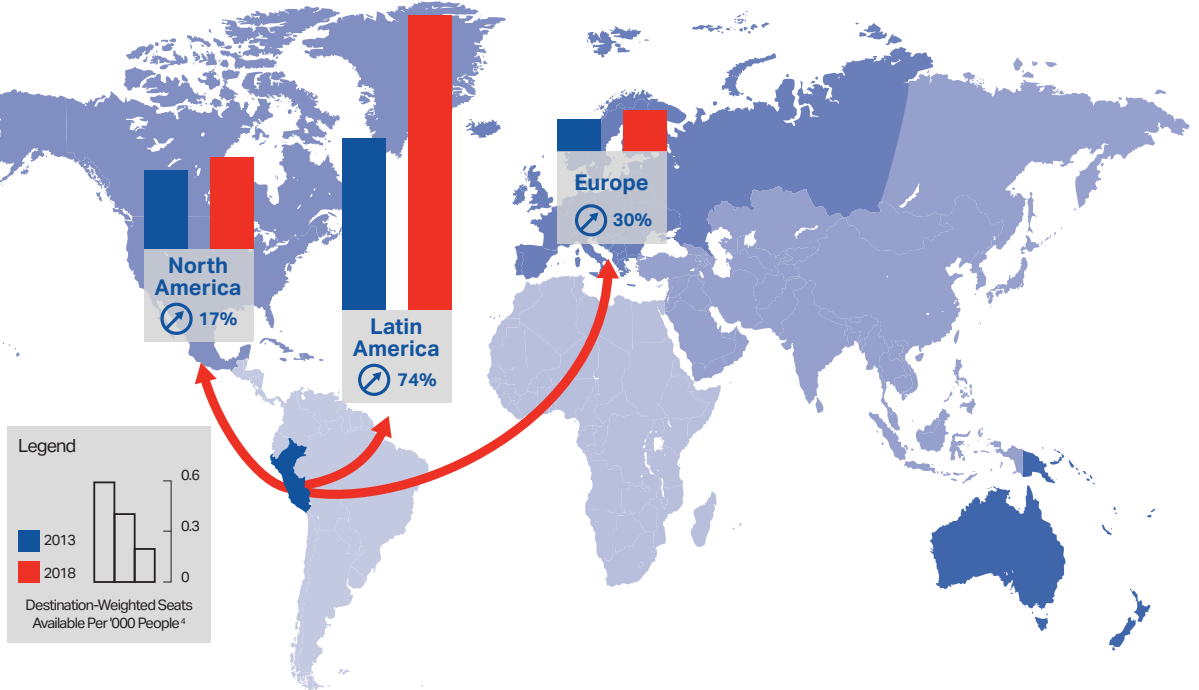 North
America
17%
Latin
America
74%
Europe
30%
Legend
0.6
0.3
0
2013
2018
Destination-Weighted Seats
Available Per '000 People 4